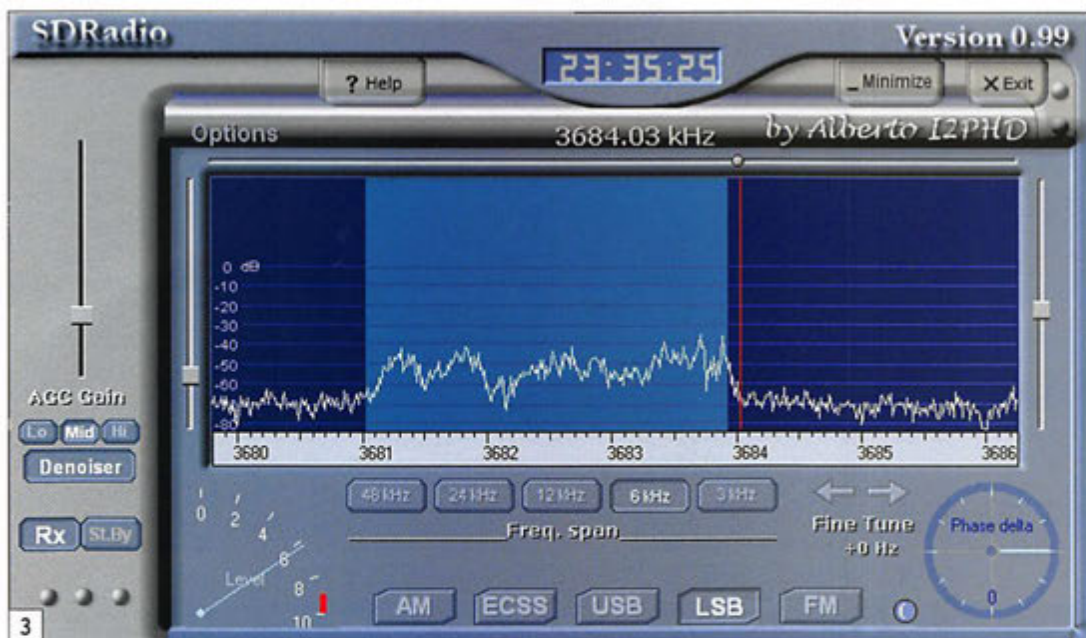 SDRadio
Version 0.99
23:35:25
? Help
_ Minimize
X Exit
Options
3684.03 kHz
by Alberto I2PHD
0 dB
-10
-20
-30
-40
-50
-60
-70
-80
3680 3681 3682 3683 3684 3685 3686
AGC Gain
Lo Mid Hi
Denoiser
Rx St.By
48 kHz 24 kHz 12 kHz 6 kHz 3 kHz
Freq. span
Fine Tune
+0 Hz
Phase delta
0
0 2 4 6 8 10
Level
AM ECSS USB LSB FM
3